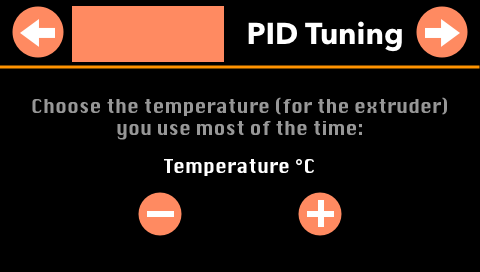 PID Tuning
Choose the temperature (for the extruder)
you use most of the time:
Temperature °C